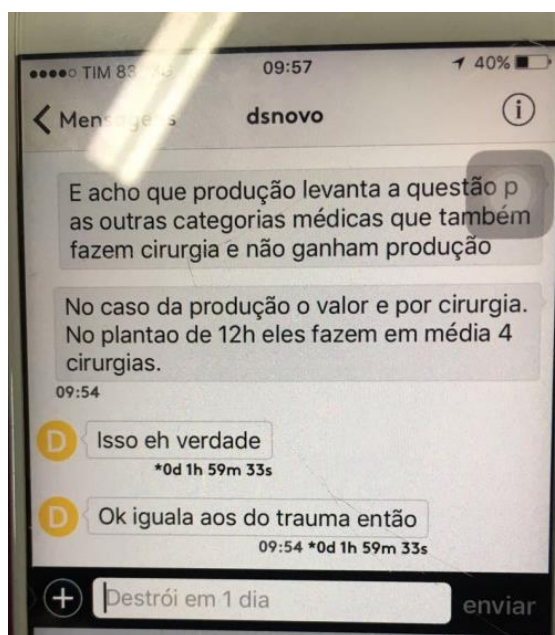 TIM 09:57 40%
dsnovo
E acho que produção levanta a questão p
as outras categorias médicas que também
fazem cirurgia e não ganham produção
No caso da produção o valor e por cirurgia.
No plantao de 12h eles fazem em média 4
cirurgias.
09:54
D Isso eh verdade
*0d 1h 59m 33s
D Ok iguala aos do trauma então
09:54 *0d 1h 59m 33s
Destrói em 1 dia enviar